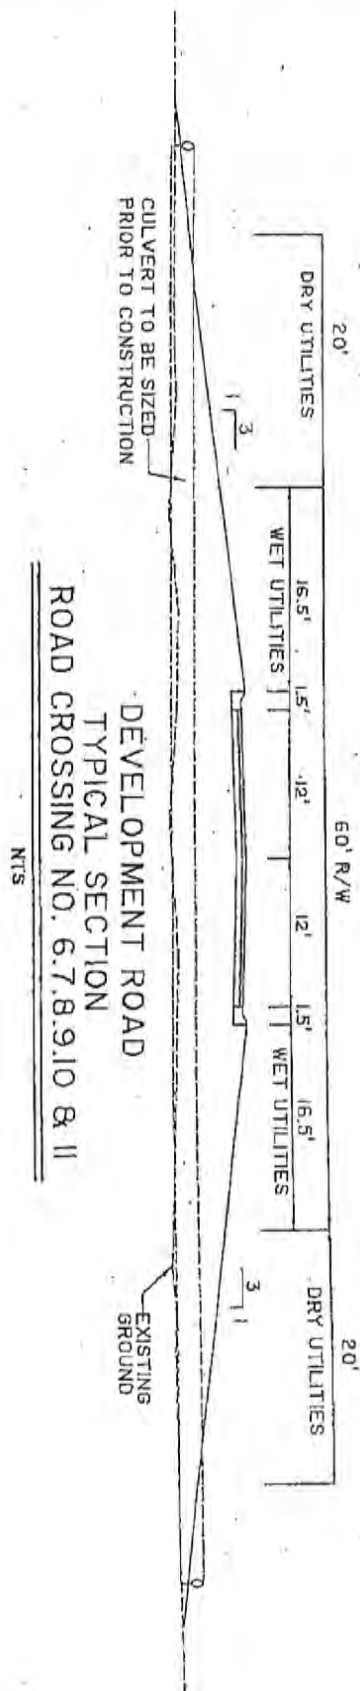 60' R/W
20'
16.5'
1.5'
12'
12'
1.5'
16.5'
20'
DRY UTILITIES
WET UTILITIES
WET UTILITIES
DRY UTILITIES
3
1
3
1
CULVERT TO BE SIZED
PRIOR TO CONSTRUCTION
EXISTING
GROUND
DEVELOPMENT ROAD
TYPICAL SECTION
ROAD CROSSING NO. 6.7.8.9.10 & 11
NTS